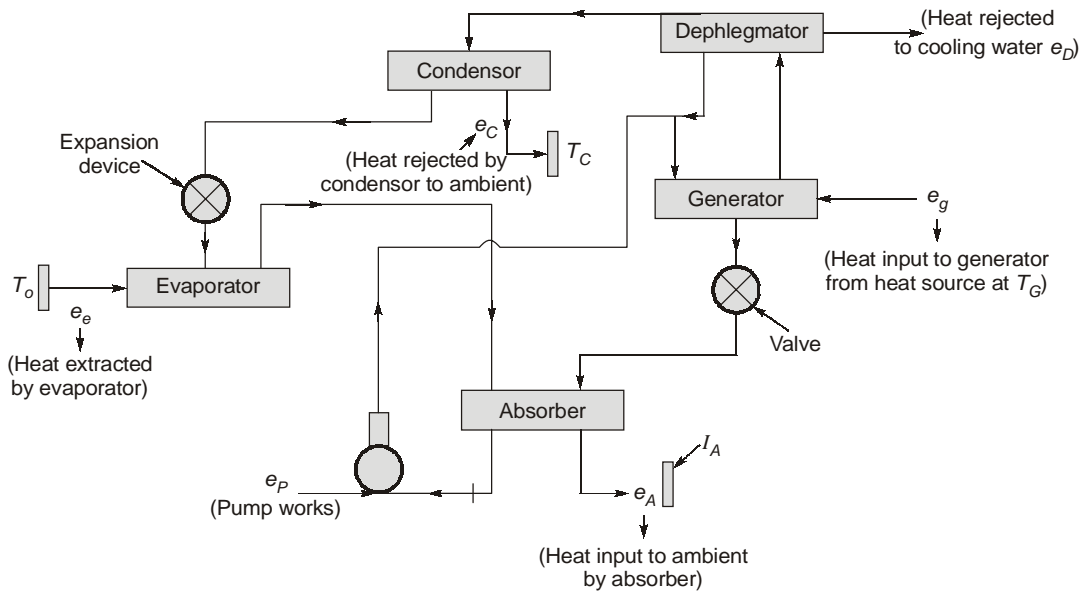 Dephlegmator
(Heat rejected
to cooling water e_D)
Condensor
e_C
T_C
(Heat rejected by
condensor to ambient)
Expansion
device
Generator
e_g
(Heat input to generator
from heat source at T_G)
T_o
Evaporator
e_e
(Heat extracted
by evaporator)
Valve
Absorber
I_A
e_P
(Pump works)
e_A
(Heat input to ambient
by absorber)